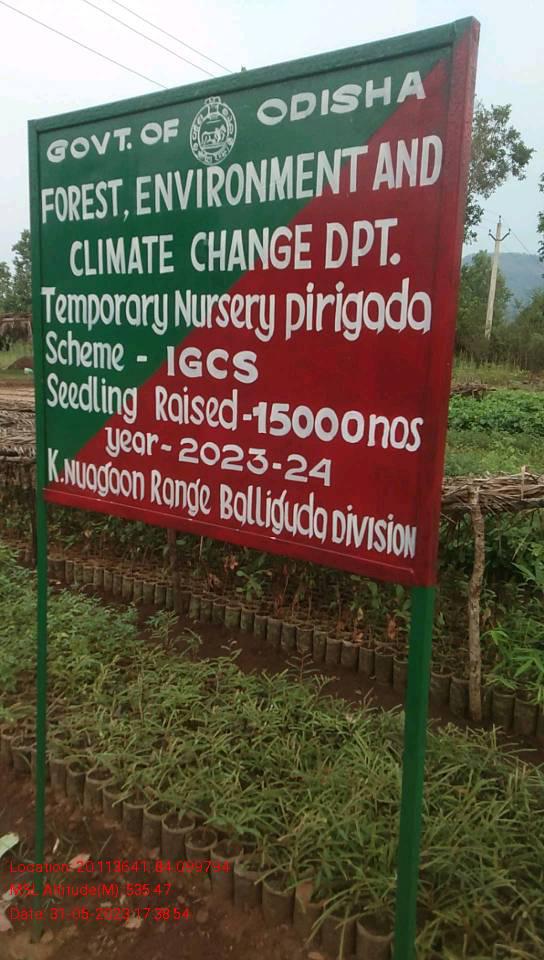 GOVT. OF ODISHA
FOREST, ENVIRONMENT AND
CLIMATE CHANGE DPT.
Temporary Nursery pirigada
Scheme - IGCS
Seedling Raised-15000nos
year-2023-24
K.Nuagaon Range Balliguda DIVISION
Location: 20.113641, 84.099794
MSL Altitude(M): 535.47
Date: 31-05-2023 17:38:54